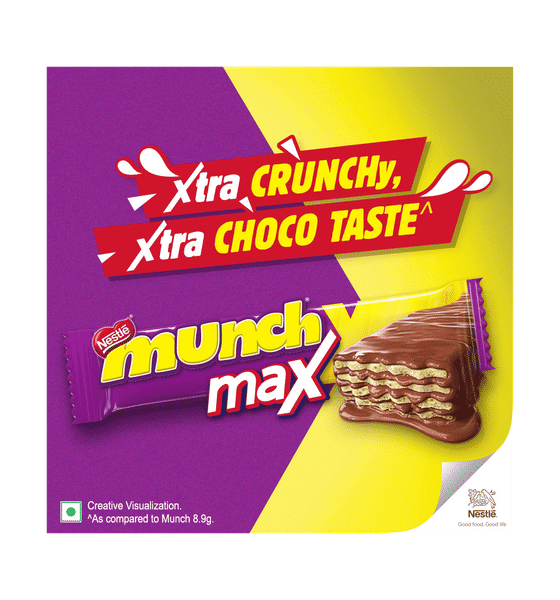 Xtra CRUNCHy,
Xtra CHOCO TASTE^
Nestlé
munch®
max
Creative Visualization.
^As compared to Munch 8.9g.
Nestlé
Good food, Good life